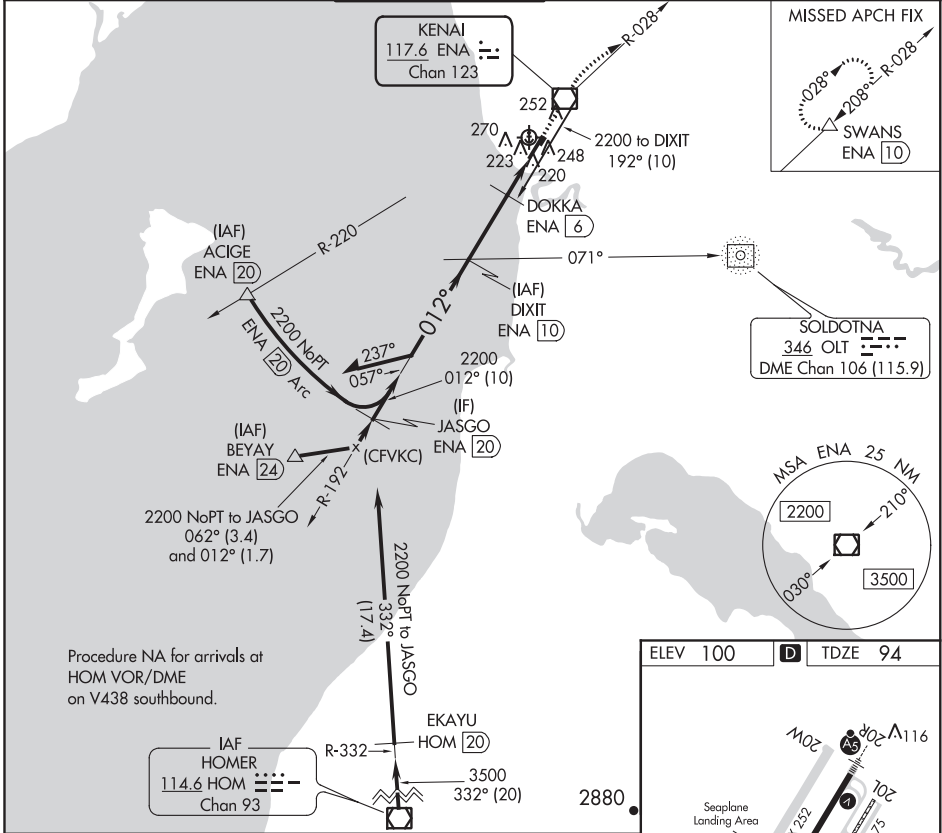 KENAI
117.6 ENA
Chan 123
R-028
MISSED APCH FIX
028°
208°
R-028
SWANS
ENA 10
252
270
223
248
220
2200 to DIXIT
192° (10)
DOKKA
ENA 6
071°
(IAF)
ACIGE
ENA 20
R-220
2200 NoPT
ENA 20 Arc
012°
(IAF)
DIXIT
ENA 10
SOLDOTNA
346 OLT
DME Chan 106 (115.9)
237°
057°
2200
012° (10)
(IF)
JASGO
ENA 20
(IAF)
BEYAY
ENA 24
(CFVKC)
R-192
2200 NoPT to JASGO
062° (3.4)
and 012° (1.7)
MSA ENA 25 NM
2200
210°
030°
3500
2200 NoPT to JASGO
332°
(17.4)
Procedure NA for arrivals at
HOM VOR/DME
on V438 southbound.
EKAYU
HOM 20
R-332
IAF
HOMER
114.6 HOM
Chan 93
3500
332° (20)
2880
ELEV 100
D
TDZE 94
20W
20R
A5
116
20L
V
Seaplane
Landing Area
252
75